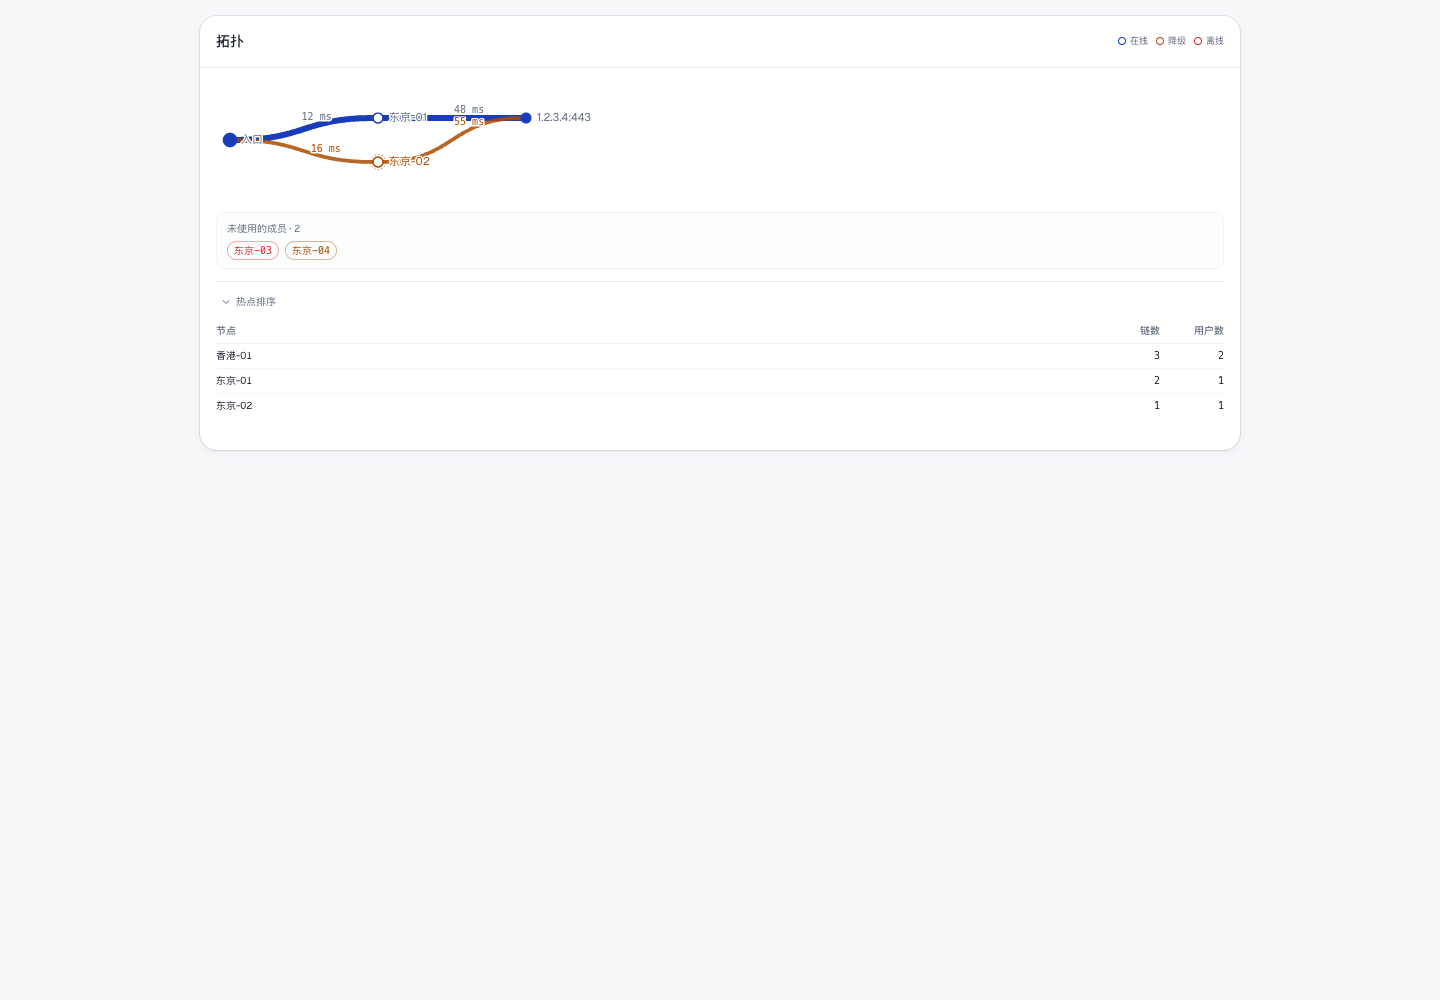 拓扑
在线 降级 离线
12 ms
48 ms
东京-01
1.2.3.4:443
55 ms
入口
16 ms
东京-02
未使用的成员 · 2
东京-03 东京-04
热点排序
节点 链数 用户数
香港-01 3 2
东京-01 2 1
东京-02 1 1